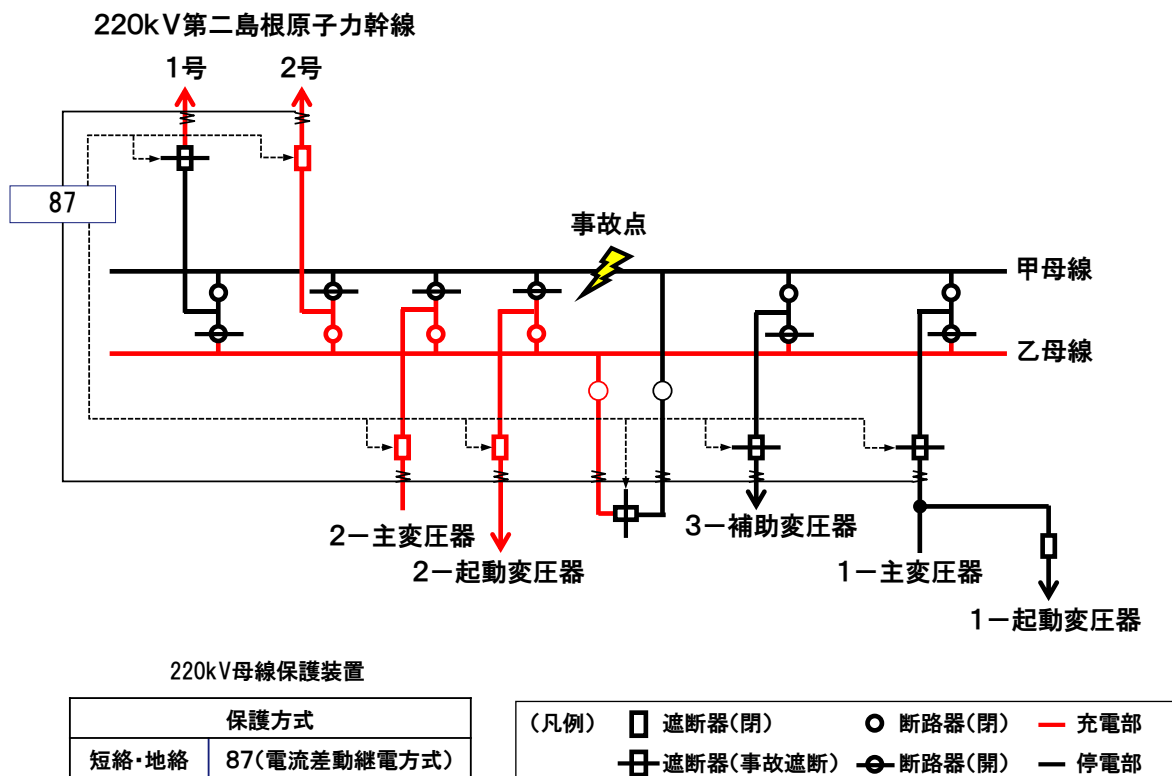 220kV第二島根原子力幹線
1号 2号
87
事故点
甲母線
乙母線
2－主変圧器
3－補助変圧器
2－起動変圧器
1－主変圧器
1－起動変圧器
220kV母線保護装置
保護方式
短絡・地絡 87(電流差動継電方式)
(凡例) 遮断器(閉) 断路器(閉) 充電部
遮断器(事故遮断) 断路器(開) 停電部